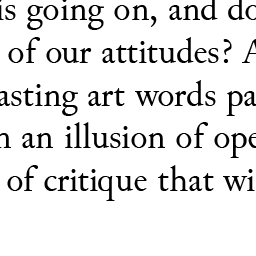 is going on, and do
of our attitudes? A
asting art words pa
n an illusion of ope
of critique that wi